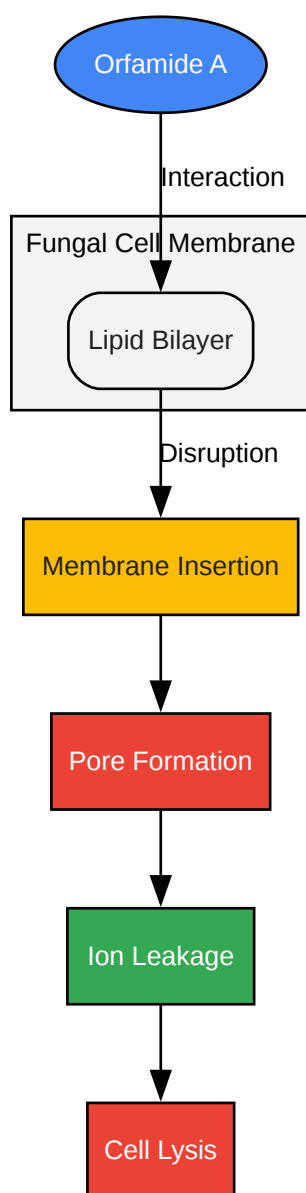 Orfamide A
Interaction
Fungal Cell Membrane
Lipid Bilayer
Disruption
Membrane Insertion
Pore Formation
Ion Leakage
Cell Lysis